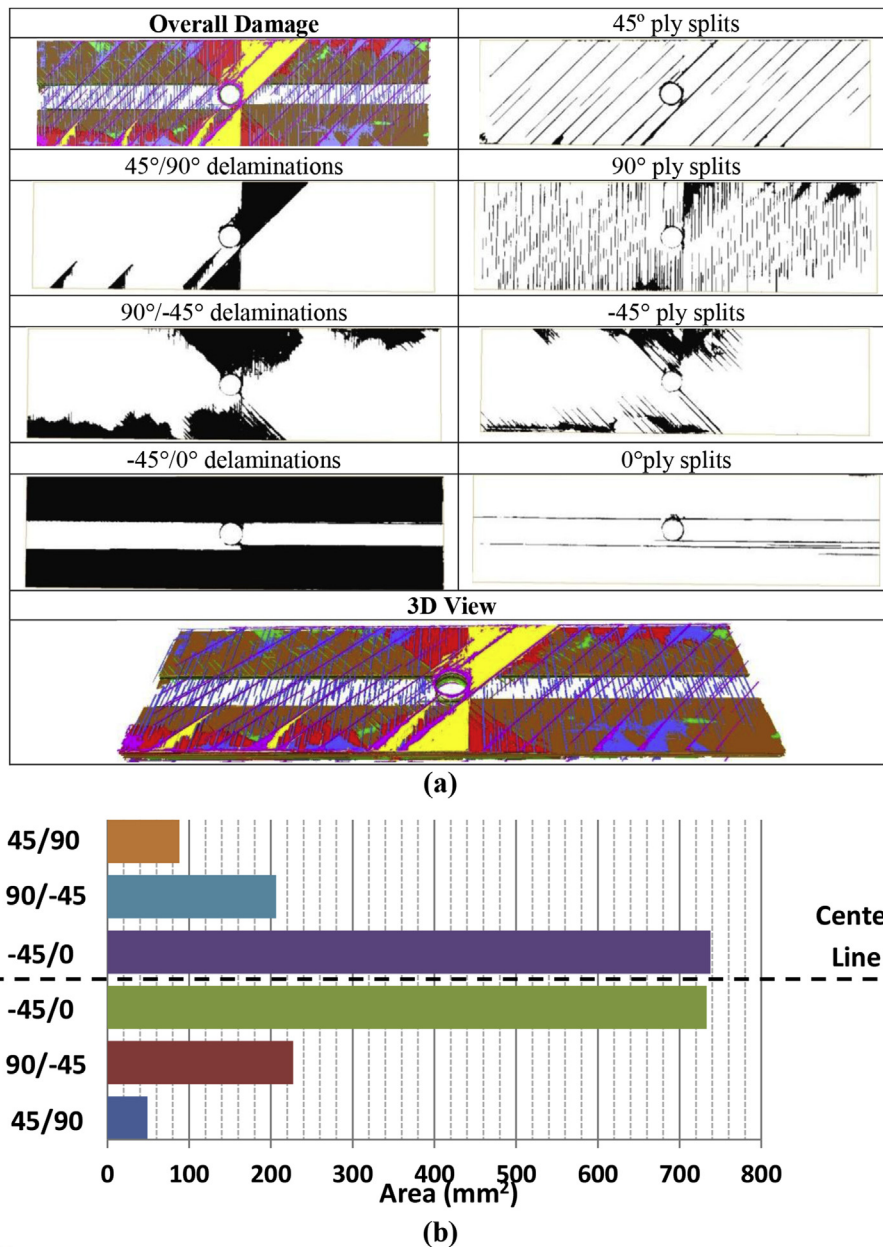 Overall Damage
45° ply splits
45°/90° delaminations
90° ply splits
90°/-45° delaminations
-45° ply splits
-45°/0° delaminations
0°ply splits
3D View
(a)
45/90
90/-45
-45/0
Cente
Line
-45/0
90/-45
45/90
0 100 200 300 400 500 600 700 800
Area (mm²)
(b)